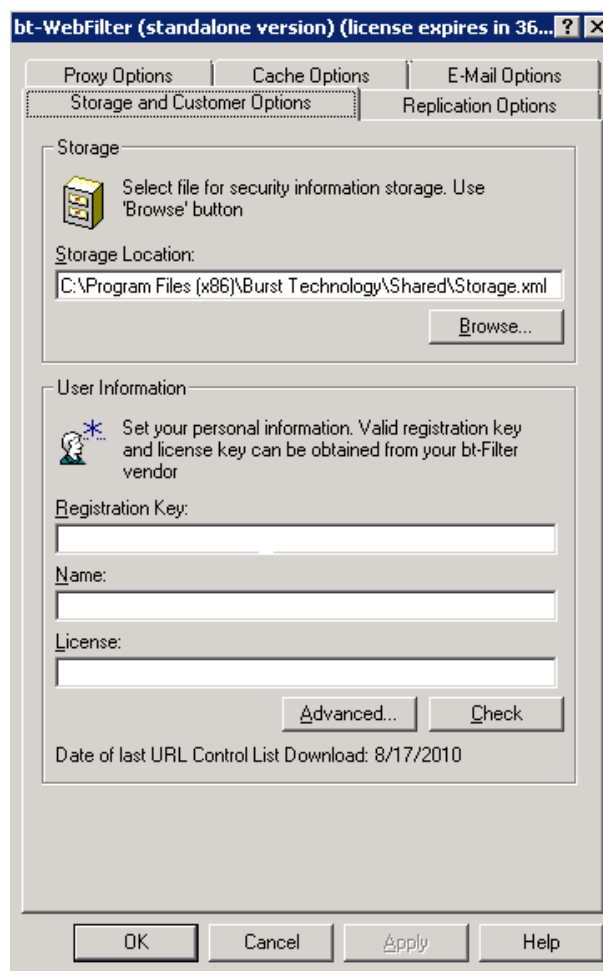 bt-WebFilter (standalone version) (license expires in 36...
Proxy Options
Cache Options
E-Mail Options
Storage and Customer Options
Replication Options
Storage
Select file for security information storage. Use
'Browse' button
Storage Location:
C:\Program Files (x86)\Burst Technology\Shared\Storage.xml
Browse...
User Information
Set your personal information. Valid registration key
and license key can be obtained from your bt-Filter
vendor
Registration Key:
Name:
License:
Advanced...
Check
Date of last URL Control List Download: 8/17/2010
OK
Cancel
Apply
Help